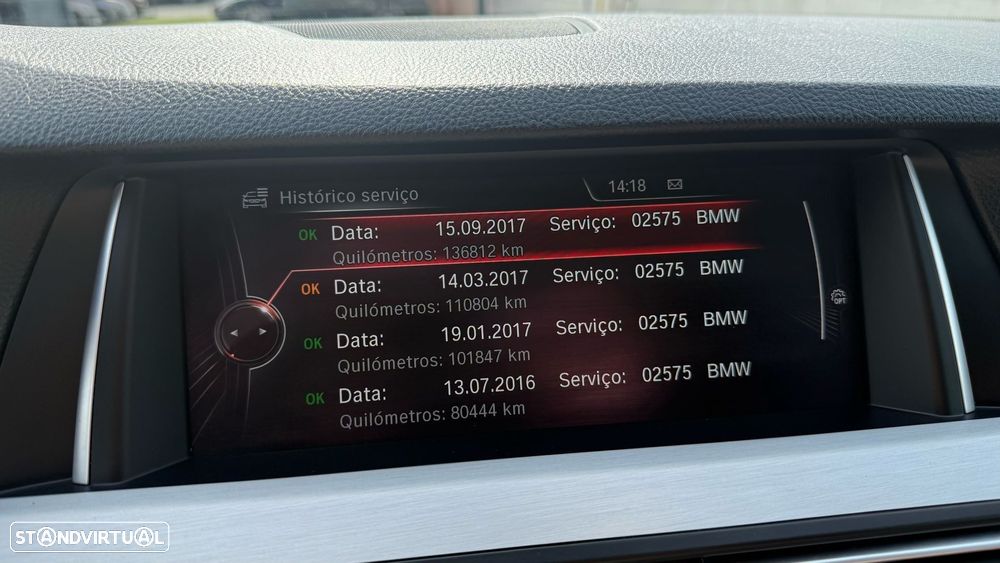 Histórico serviço 14:18
OK Data: 15.09.2017 Serviço: 02575 BMW
Quilómetros: 136812 km
OK Data: 14.03.2017 Serviço: 02575 BMW
Quilómetros: 110804 km
OK Data: 19.01.2017 Serviço: 02575 BMW
Quilómetros: 101847 km
OK Data: 13.07.2016 Serviço: 02575 BMW
Quilómetros: 80444 km
OPT
STANDVIRTUAL